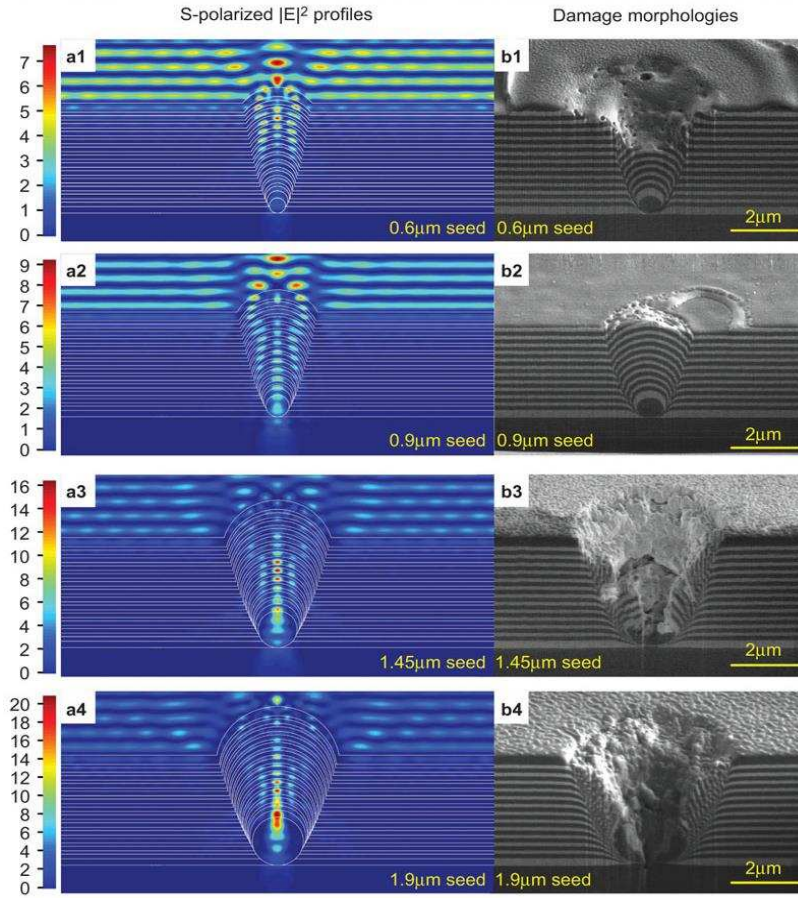 S-polarized |E|² profiles
Damage morphologies
7
6
5
4
3
2
1
0
a1
0.6μm seed
b1
0.6μm seed
2μm
9
8
7
6
5
4
3
2
1
0
a2
0.9μm seed
b2
0.9μm seed
2μm
16
14
12
10
8
6
4
2
0
a3
1.45μm seed
b3
1.45μm seed
2μm
20
18
16
14
12
10
8
6
4
2
0
a4
1.9μm seed
b4
1.9μm seed
2μm